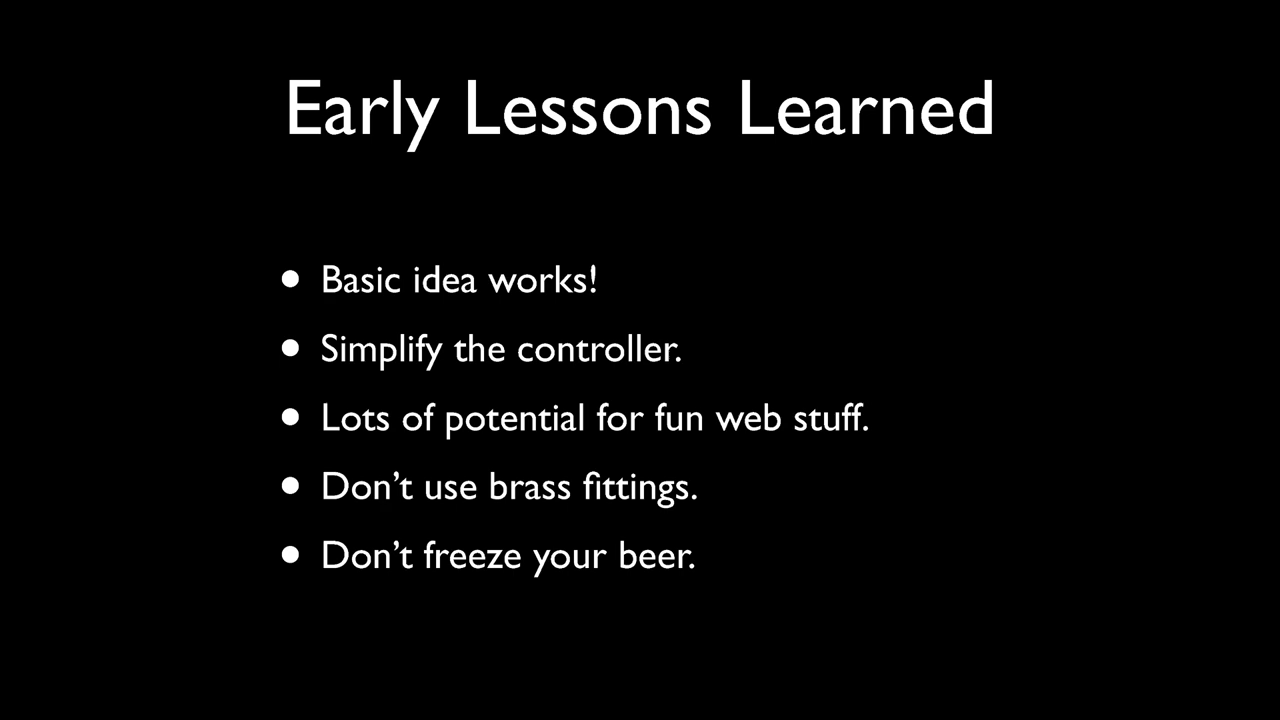 Early Lessons Learned
• Basic idea works!
• Simplify the controller.
• Lots of potential for fun web stuff.
• Don’t use brass fittings.
• Don’t freeze your beer.